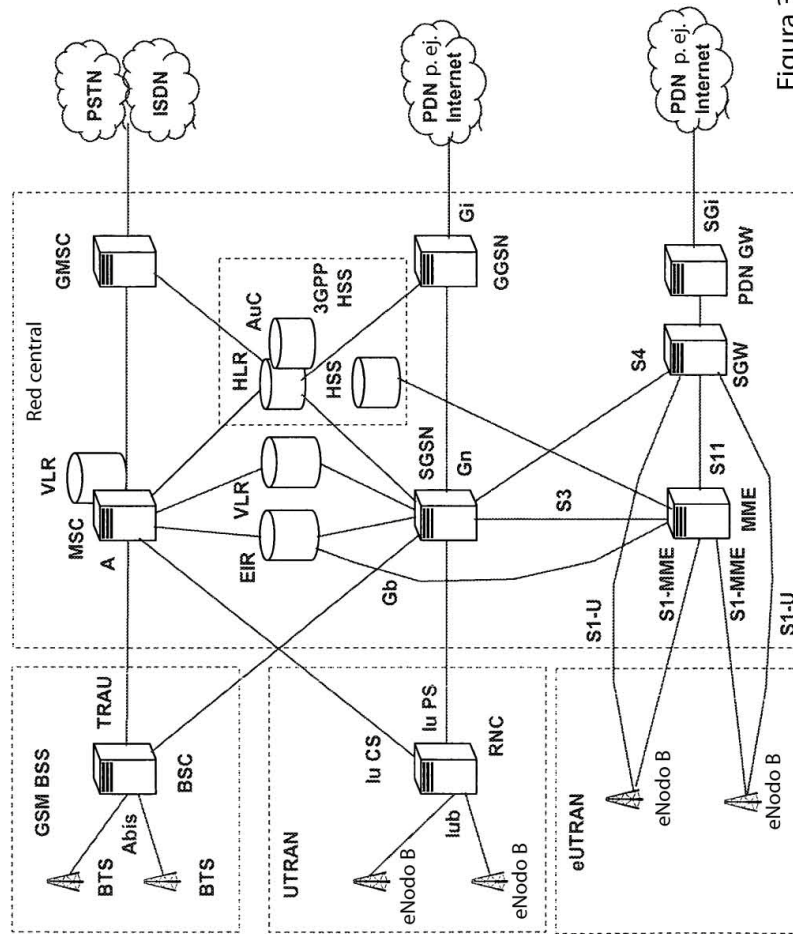 GSM BSS
BTS
Abis
BTS
BSC
TRAU
UTRAN
eNodo B
Iub
eNodo B
Iu CS
Iu PS
RNC
eUTRAN
eNodo B
eNodo B
Red central
MSC
VLR
A
GMSC
PSTN
ISDN
EIR
VLR
HLR
AuC
3GPP
HSS
HSS
Gb
SGSN
Gn
GGSN
Gi
PDN p. ej.
Internet
S3
S4
S1-U
S1-MME
S1-MME
S1-U
MME
S11
SGW
PDN GW
SGi
PDN p. ej.
Internet
Figura